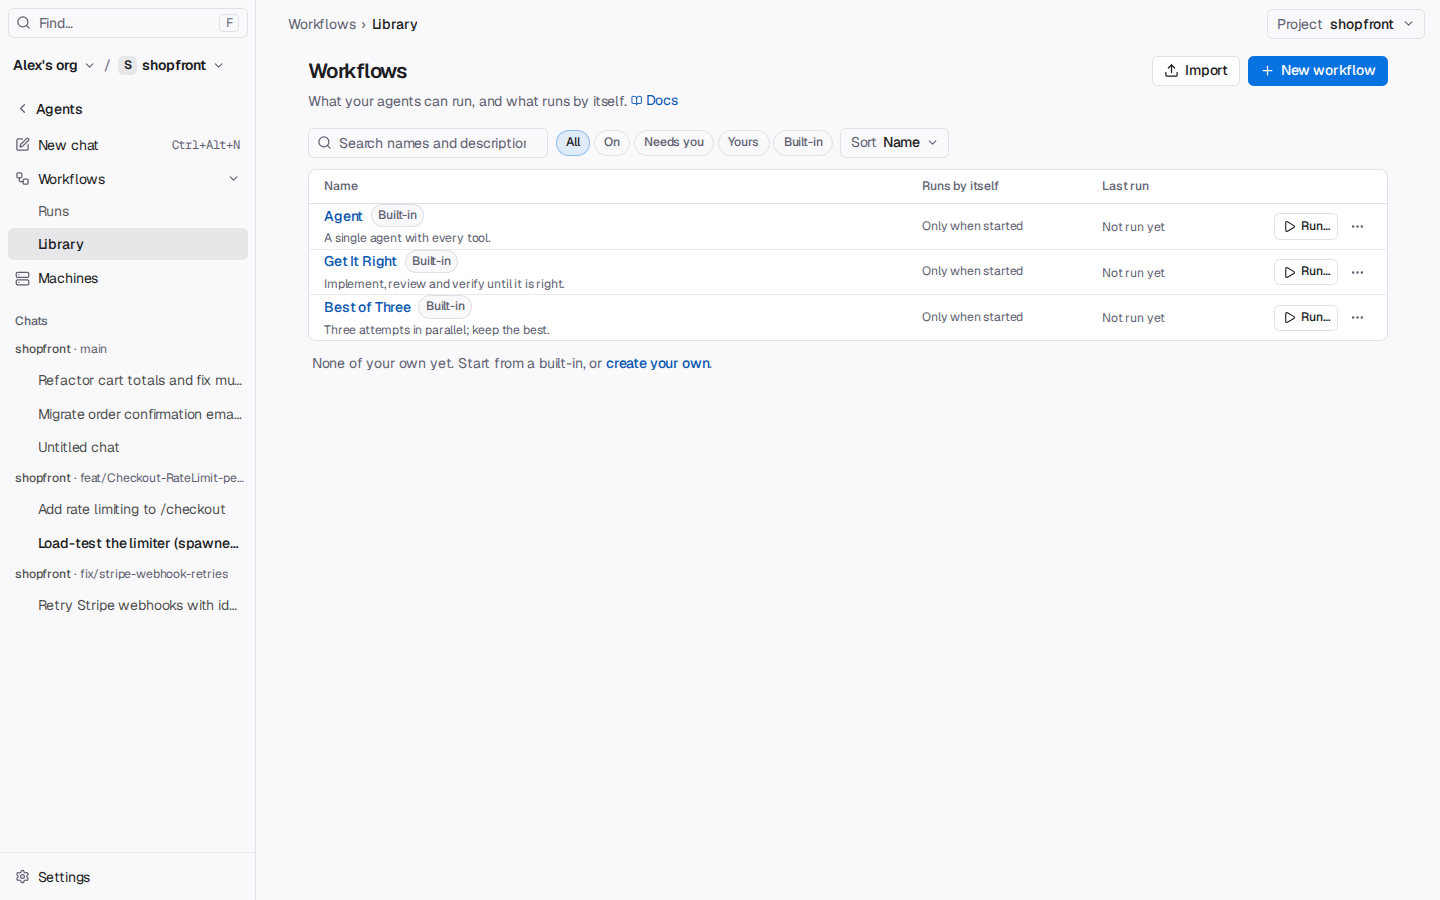 Find...
F
Alex's org / S shopfront
Agents
New chat Ctrl+Alt+N
Workflows
Runs
Library
Machines
Chats
shopfront · main
Refactor cart totals and fix mu...
Migrate order confirmation ema...
Untitled chat
shopfront · feat/Checkout-RateLimit-pe...
Add rate limiting to /checkout
Load-test the limiter (spawne...
shopfront · fix/stripe-webhook-retries
Retry Stripe webhooks with id...
Settings
Workflows › Library
Project shopfront
Workflows
Import
New workflow
What your agents can run, and what runs by itself. Docs
Search names and description
All
On
Needs you
Yours
Built-in
Sort Name
Name Runs by itself Last run
Agent Built-in
A single agent with every tool.
Only when started
Not run yet
Run...
Get It Right Built-in
Implement, review and verify until it is right.
Only when started
Not run yet
Run...
Best of Three Built-in
Three attempts in parallel; keep the best.
Only when started
Not run yet
Run...
None of your own yet. Start from a built-in, or create your own.